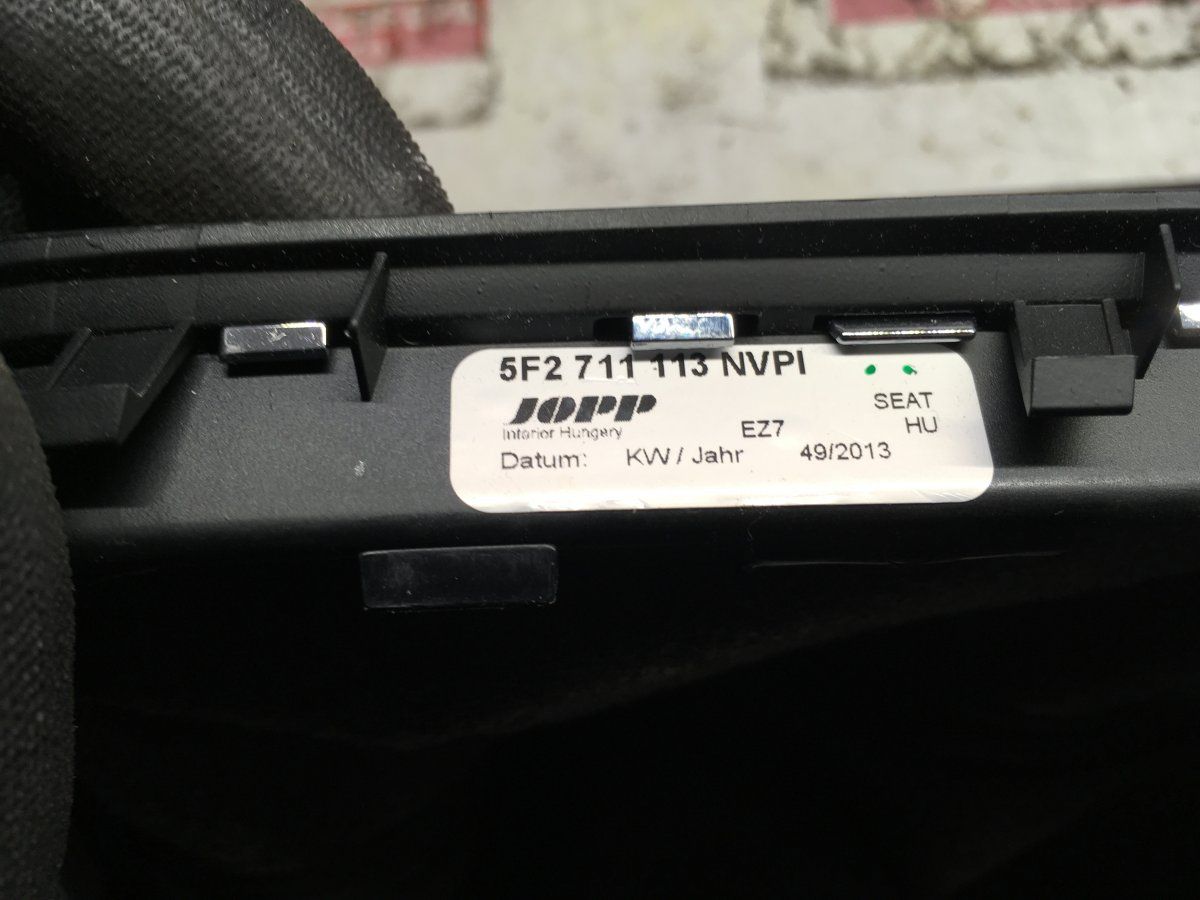 5F2 711 113 NVPI
JOPP
SEAT
Interior Hungary
EZ7
HU
Datum: KW / Jahr 49/2013